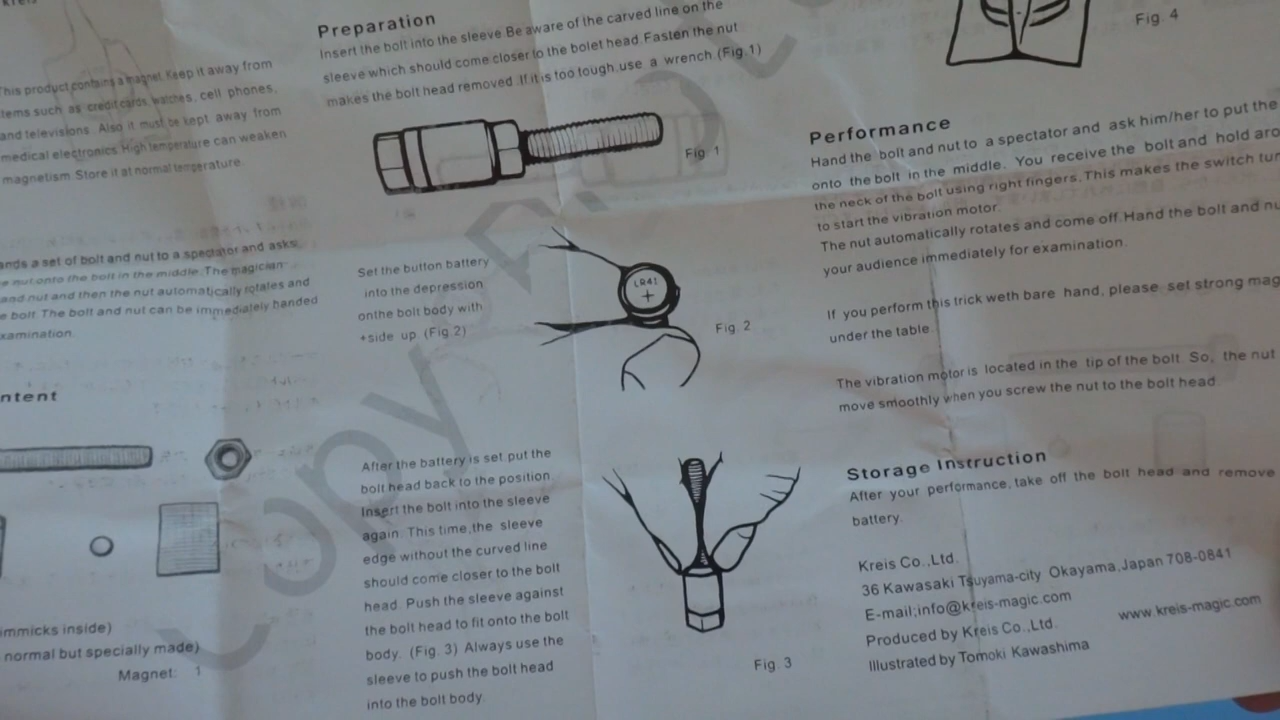 kreis
This product contains a magnet. Keep it away from
items such as credit cards, watches, cell phones,
and televisions. Also it must be kept away from
medical electronics. High temperature can weaken
magnetism. Store it at normal temperature.
ands a set of bolt and nut to a spectator and asks
e nut onto the bolt in the middle. The magician
and nut and then the nut automatically rotates and
e bolt. The bolt and nut can be immediately handed
xamination.
ntent
immicks inside)
normal but specially made)
Magnet: 1
Preparation
Insert the bolt into the sleeve. Be aware of the carved line on the
sleeve which should come closer to the bolet head. Fasten the nut
makes the bolt head removed. If it is too tough use a wrench. (Fig.1)
Fig. 1
Set the button battery
into the depression
onthe bolt body with
+side up. (Fig.2)
LR41
+
Fig. 2
After the battery is set put the
bolt head back to the position.
Insert the bolt into the sleeve
again. This time, the sleeve
edge without the curved line
should come closer to the bolt
head. Push the sleeve against
the bolt head to fit onto the bolt
body. (Fig. 3) Always use the
sleeve to push the bolt head
into the bolt body.
Fig. 3
Fig. 4
Performance
Hand the bolt and nut to a spectator and ask him/her to put the
onto the bolt in the middle. You receive the bolt and hold aro
the neck of the bolt using right fingers. This makes the switch tur
to start the vibration motor.
The nut automatically rotates and come off. Hand the bolt and nu
your audience immediately for examination.
If you perform this trick weth bare hand, please set strong mag
under the table.
The vibration motor is located in the tip of the bolt. So, the nut
move smoothly when you screw the nut to the bolt head.
Storage Instruction
After your performance, take off the bolt head and remove
battery.
Kreis Co.,Ltd.
36 Kawasaki Tsuyama-city Okayama,Japan 708-0841
E-mail;info@kreis-magic.com
www.kreis-magic.com
Produced by Kreis Co.,Ltd.
Illustrated by Tomoki Kawashima
copy